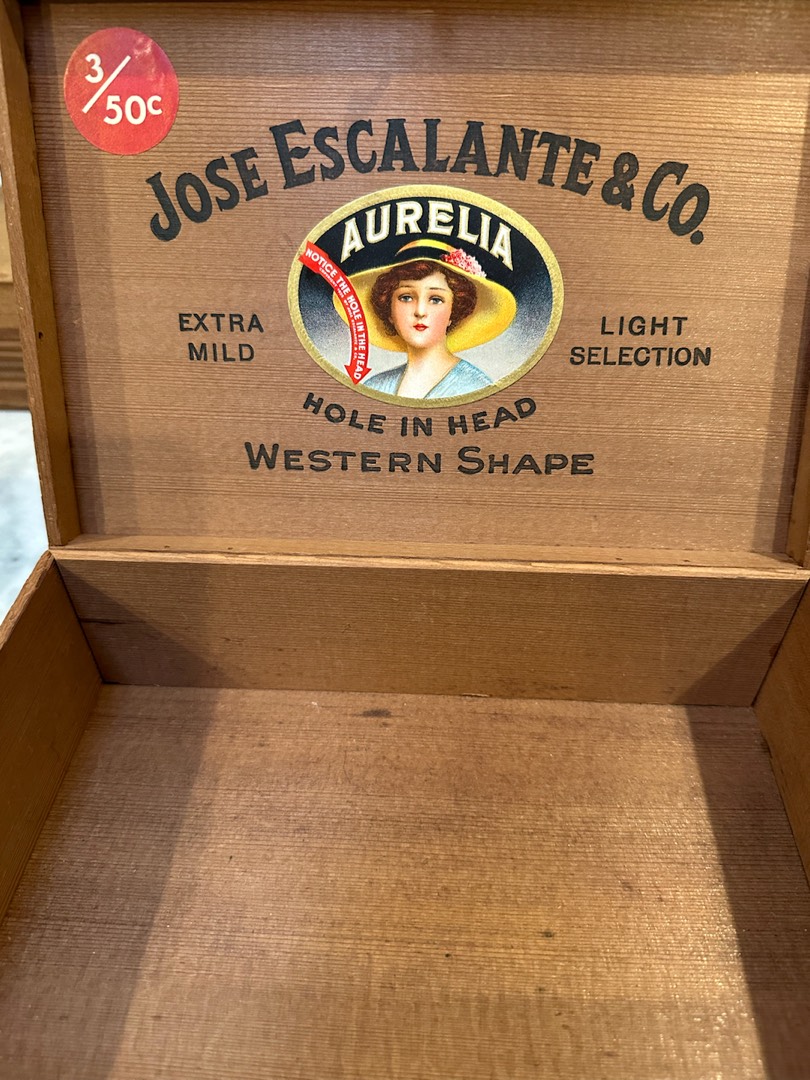 3/50¢
JOSE ESCALANTE & CO.
AURELIA
NOTICE THE HOLE IN THE HEAD
EXTRA
MILD
LIGHT
SELECTION
HOLE IN HEAD
WESTERN SHAPE